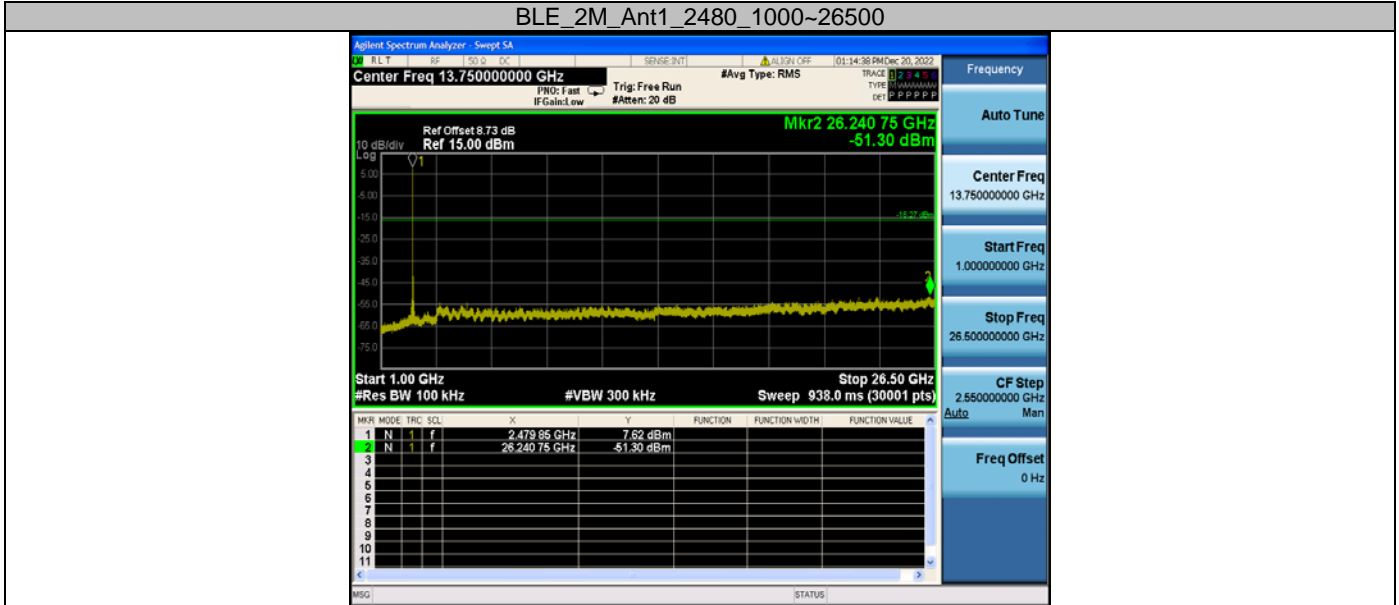 BLE_2M_Ant1_2480_1000~26500
Agilent Spectrum Analyzer - Swept SA
RL T RF 50 Ω DC SENSE:INT ALIGN OFF 01:14:38 PM Dec 20, 2022
Center Freq 13.750000000 GHz #Avg Type: RMS TRACE 1 2 3 4 5 6
PNO: Fast Trig: Free Run TYPE M WWWWW
IFGain:Low #Atten: 20 dB DET P P P P P P
Mkr2 26.240 75 GHz
-51.30 dBm
Ref Offset 8.73 dB
10 dB/div Ref 15.00 dBm
Log
1
5.00
-5.00
-15.0
-25.0
-35.0
-45.0
2
-55.0
-65.0
-75.0
Start 1.00 GHz Stop 26.50 GHz
#Res BW 100 kHz #VBW 300 kHz Sweep 938.0 ms (30001 pts)
MKR MODE TRC SCL X Y FUNCTION FUNCTION WIDTH FUNCTION VALUE
1 N 1 f 2.479 85 GHz 7.62 dBm
2 N 1 f 26.240 75 GHz -51.30 dBm
3
4
5
6
7
8
9
10
11
MSG STATUS
Frequency
Auto Tune
Center Freq
13.750000000 GHz
Start Freq
1.000000000 GHz
Stop Freq
26.500000000 GHz
CF Step
2.550000000 GHz
Auto Man
Freq Offset
0 Hz